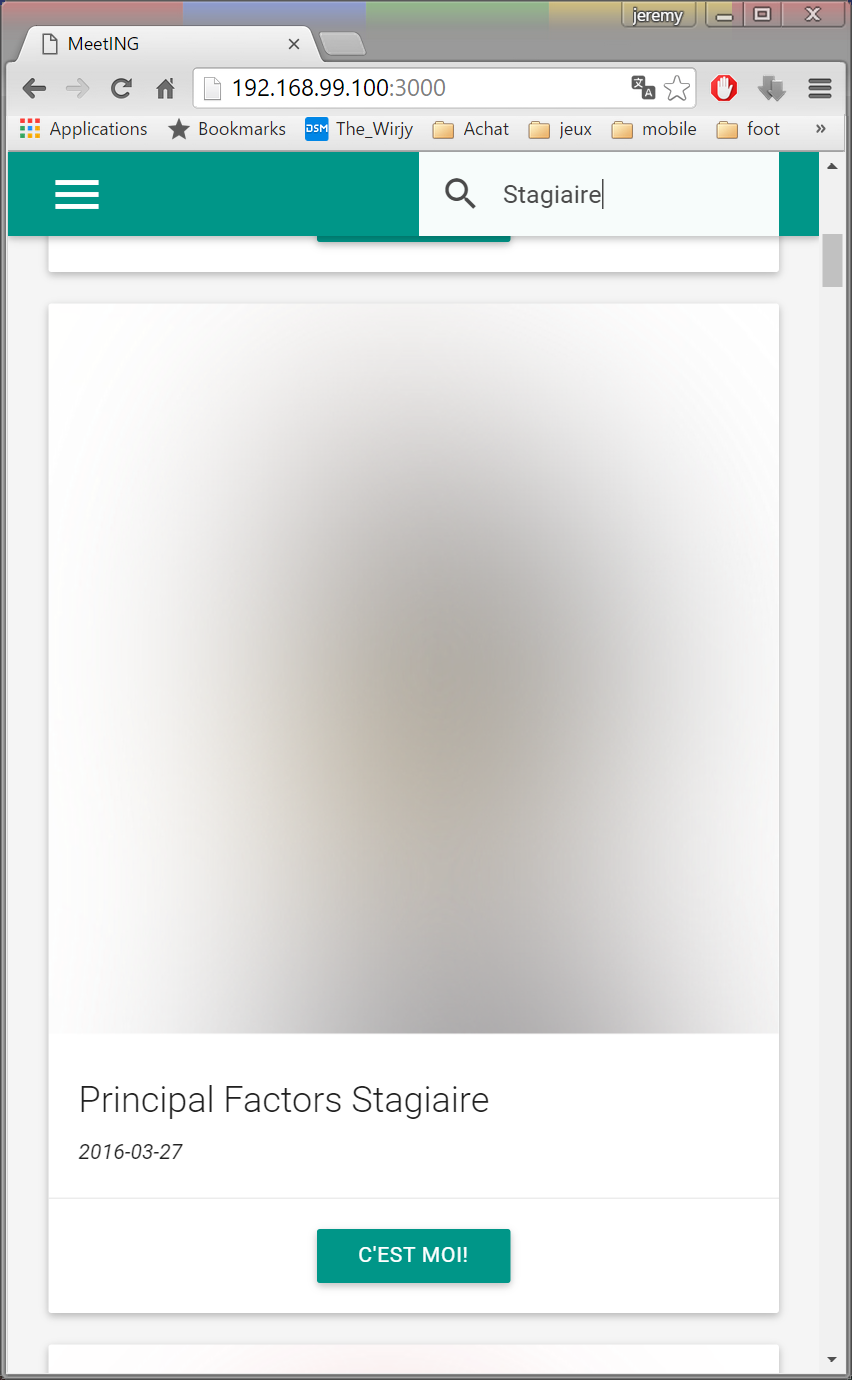 jeremy
MeetING
192.168.99.100:3000
Applications Bookmarks DSM The_Wirjy Achat jeux mobile foot »
Stagiaire
Principal Factors Stagiaire
2016-03-27
C'EST MOI!